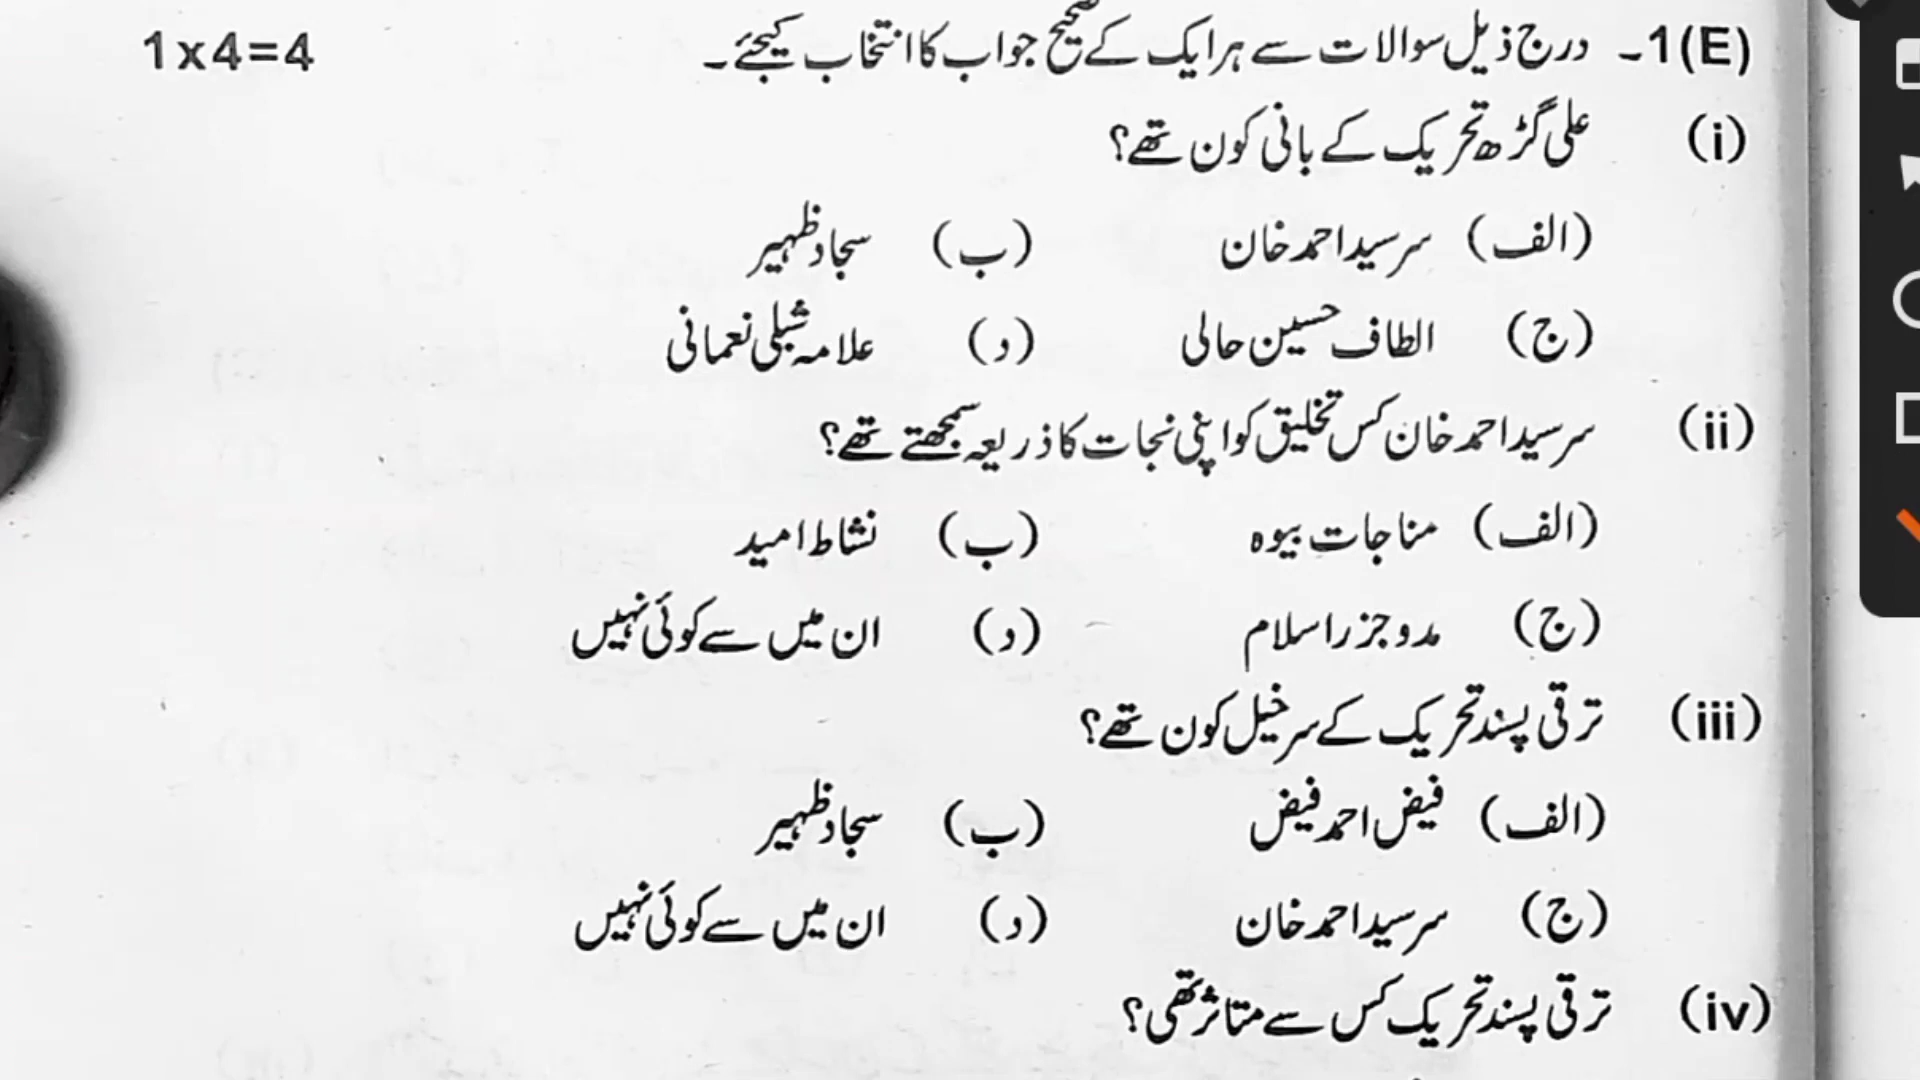 1(E)۔ درج ذیل سوالات سے ہر ایک کے صحیح جواب کا انتخاب کیجئے۔ 1x4=4
(i) علی گڑھ تحریک کے بانی کون تھے؟
(الف) سرسید احمد خان (ب) سجاد ظہیر
(ج) الطاف حسین حالی (د) علامہ شبلی نعمانی
(ii) سرسید احمد خان کس تخلیق کو اپنی نجات کا ذریعہ سمجھتے تھے؟
(الف) مناجات بیوہ (ب) نشاط امید
(ج) مدوجزر اسلام (د) ان میں سے کوئی نہیں
(iii) ترقی پسند تحریک کے سرخیل کون تھے؟
(الف) فیض احمد فیض (ب) سجاد ظہیر
(ج) سرسید احمد خان (د) ان میں سے کوئی نہیں
(iv) ترقی پسند تحریک کس سے متاثر تھی؟